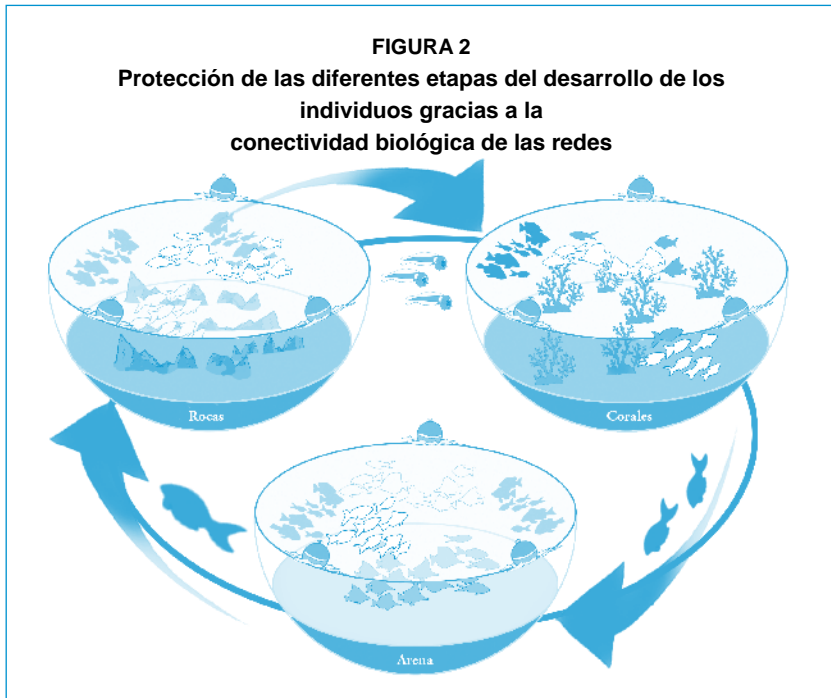 FIGURA 2
Protección de las diferentes etapas del desarrollo de los
individuos gracias a la
conectividad biológica de las redes
Rocas
Corales
Arena